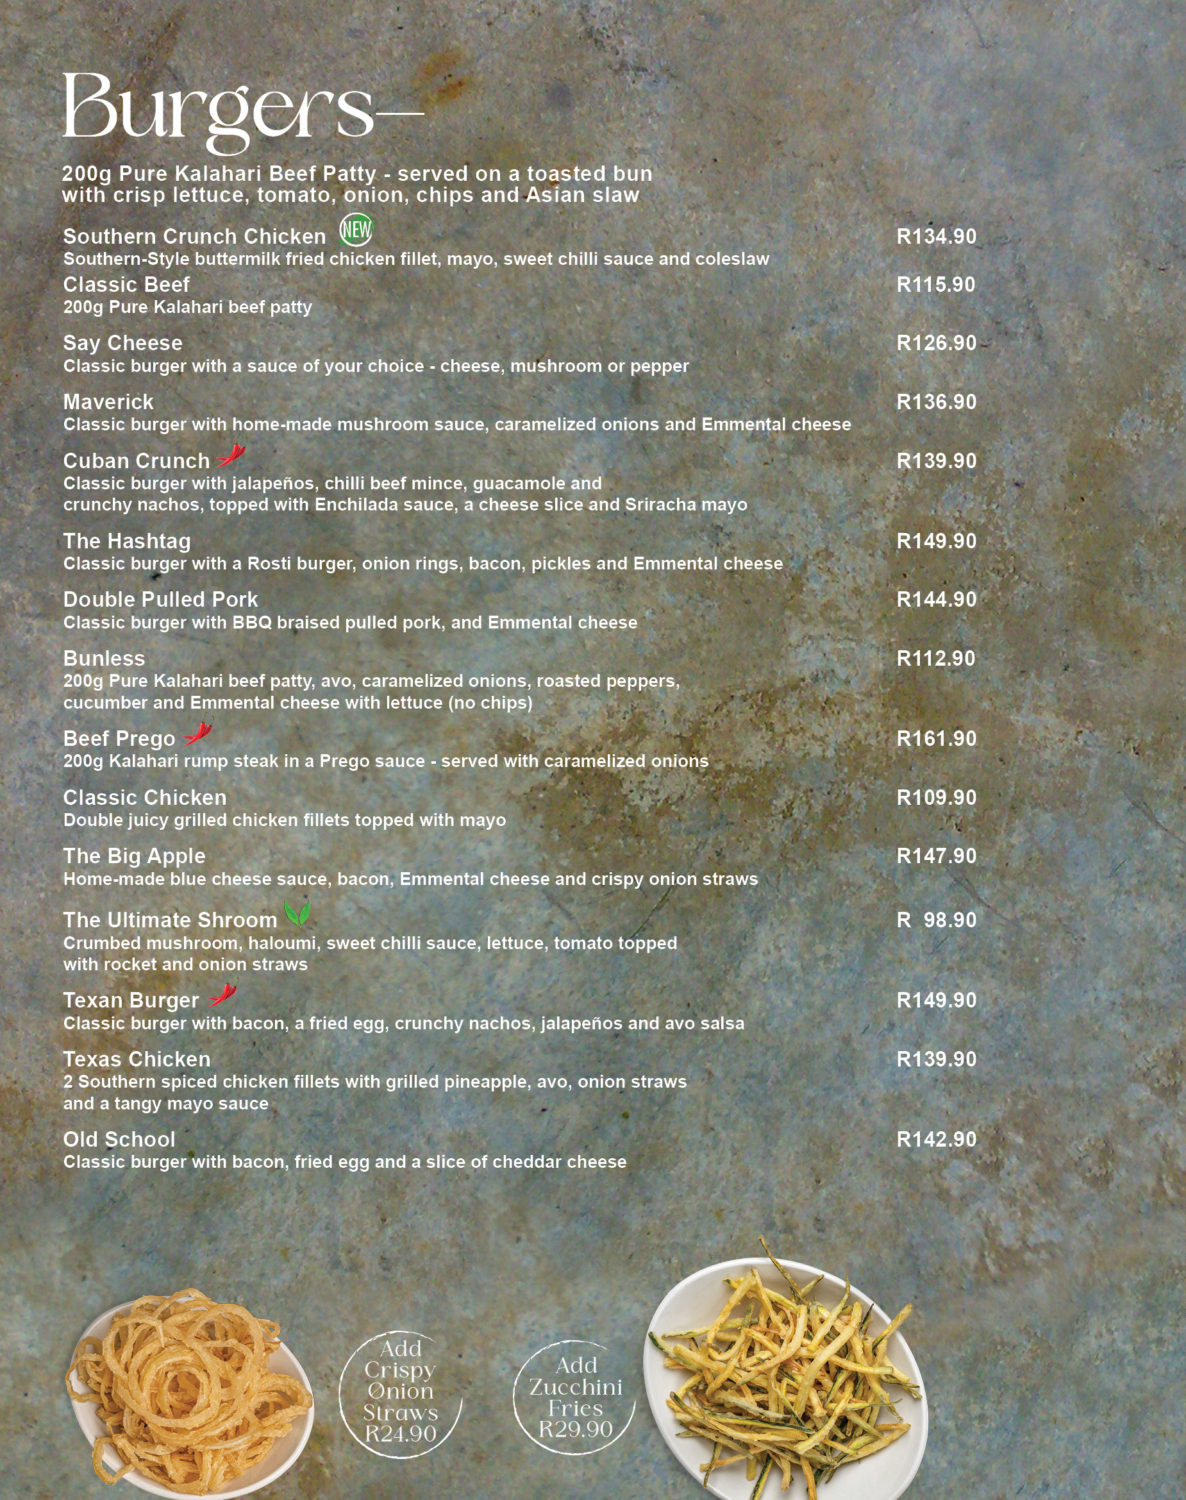 Burgers—
200g Pure Kalahari Beef Patty - served on a toasted bun
with crisp lettuce, tomato, onion, chips and Asian slaw
Southern Crunch Chicken NEW R134.90
Southern-Style buttermilk fried chicken fillet, mayo, sweet chilli sauce and coleslaw
Classic Beef R115.90
200g Pure Kalahari beef patty
Say Cheese R126.90
Classic burger with a sauce of your choice - cheese, mushroom or pepper
Maverick R136.90
Classic burger with home-made mushroom sauce, caramelized onions and Emmental cheese
Cuban Crunch R139.90
Classic burger with jalapeños, chilli beef mince, guacamole and
crunchy nachos, topped with Enchilada sauce, a cheese slice and Sriracha mayo
The Hashtag R149.90
Classic burger with a Rosti burger, onion rings, bacon, pickles and Emmental cheese
Double Pulled Pork R144.90
Classic burger with BBQ braised pulled pork, and Emmental cheese
Bunless R112.90
200g Pure Kalahari beef patty, avo, caramelized onions, roasted peppers,
cucumber and Emmental cheese with lettuce (no chips)
Beef Prego R161.90
200g Kalahari rump steak in a Prego sauce - served with caramelized onions
Classic Chicken R109.90
Double juicy grilled chicken fillets topped with mayo
The Big Apple R147.90
Home-made blue cheese sauce, bacon, Emmental cheese and crispy onion straws
The Ultimate Shroom R 98.90
Crumbed mushroom, haloumi, sweet chilli sauce, lettuce, tomato topped
with rocket and onion straws
Texan Burger R149.90
Classic burger with bacon, a fried egg, crunchy nachos, jalapeños and avo salsa
Texas Chicken R139.90
2 Southern spiced chicken fillets with grilled pineapple, avo, onion straws
and a tangy mayo sauce
Old School R142.90
Classic burger with bacon, fried egg and a slice of cheddar cheese
Add
Crispy
Onion
Straws
R24.90
Add
Zucchini
Fries
R29.90